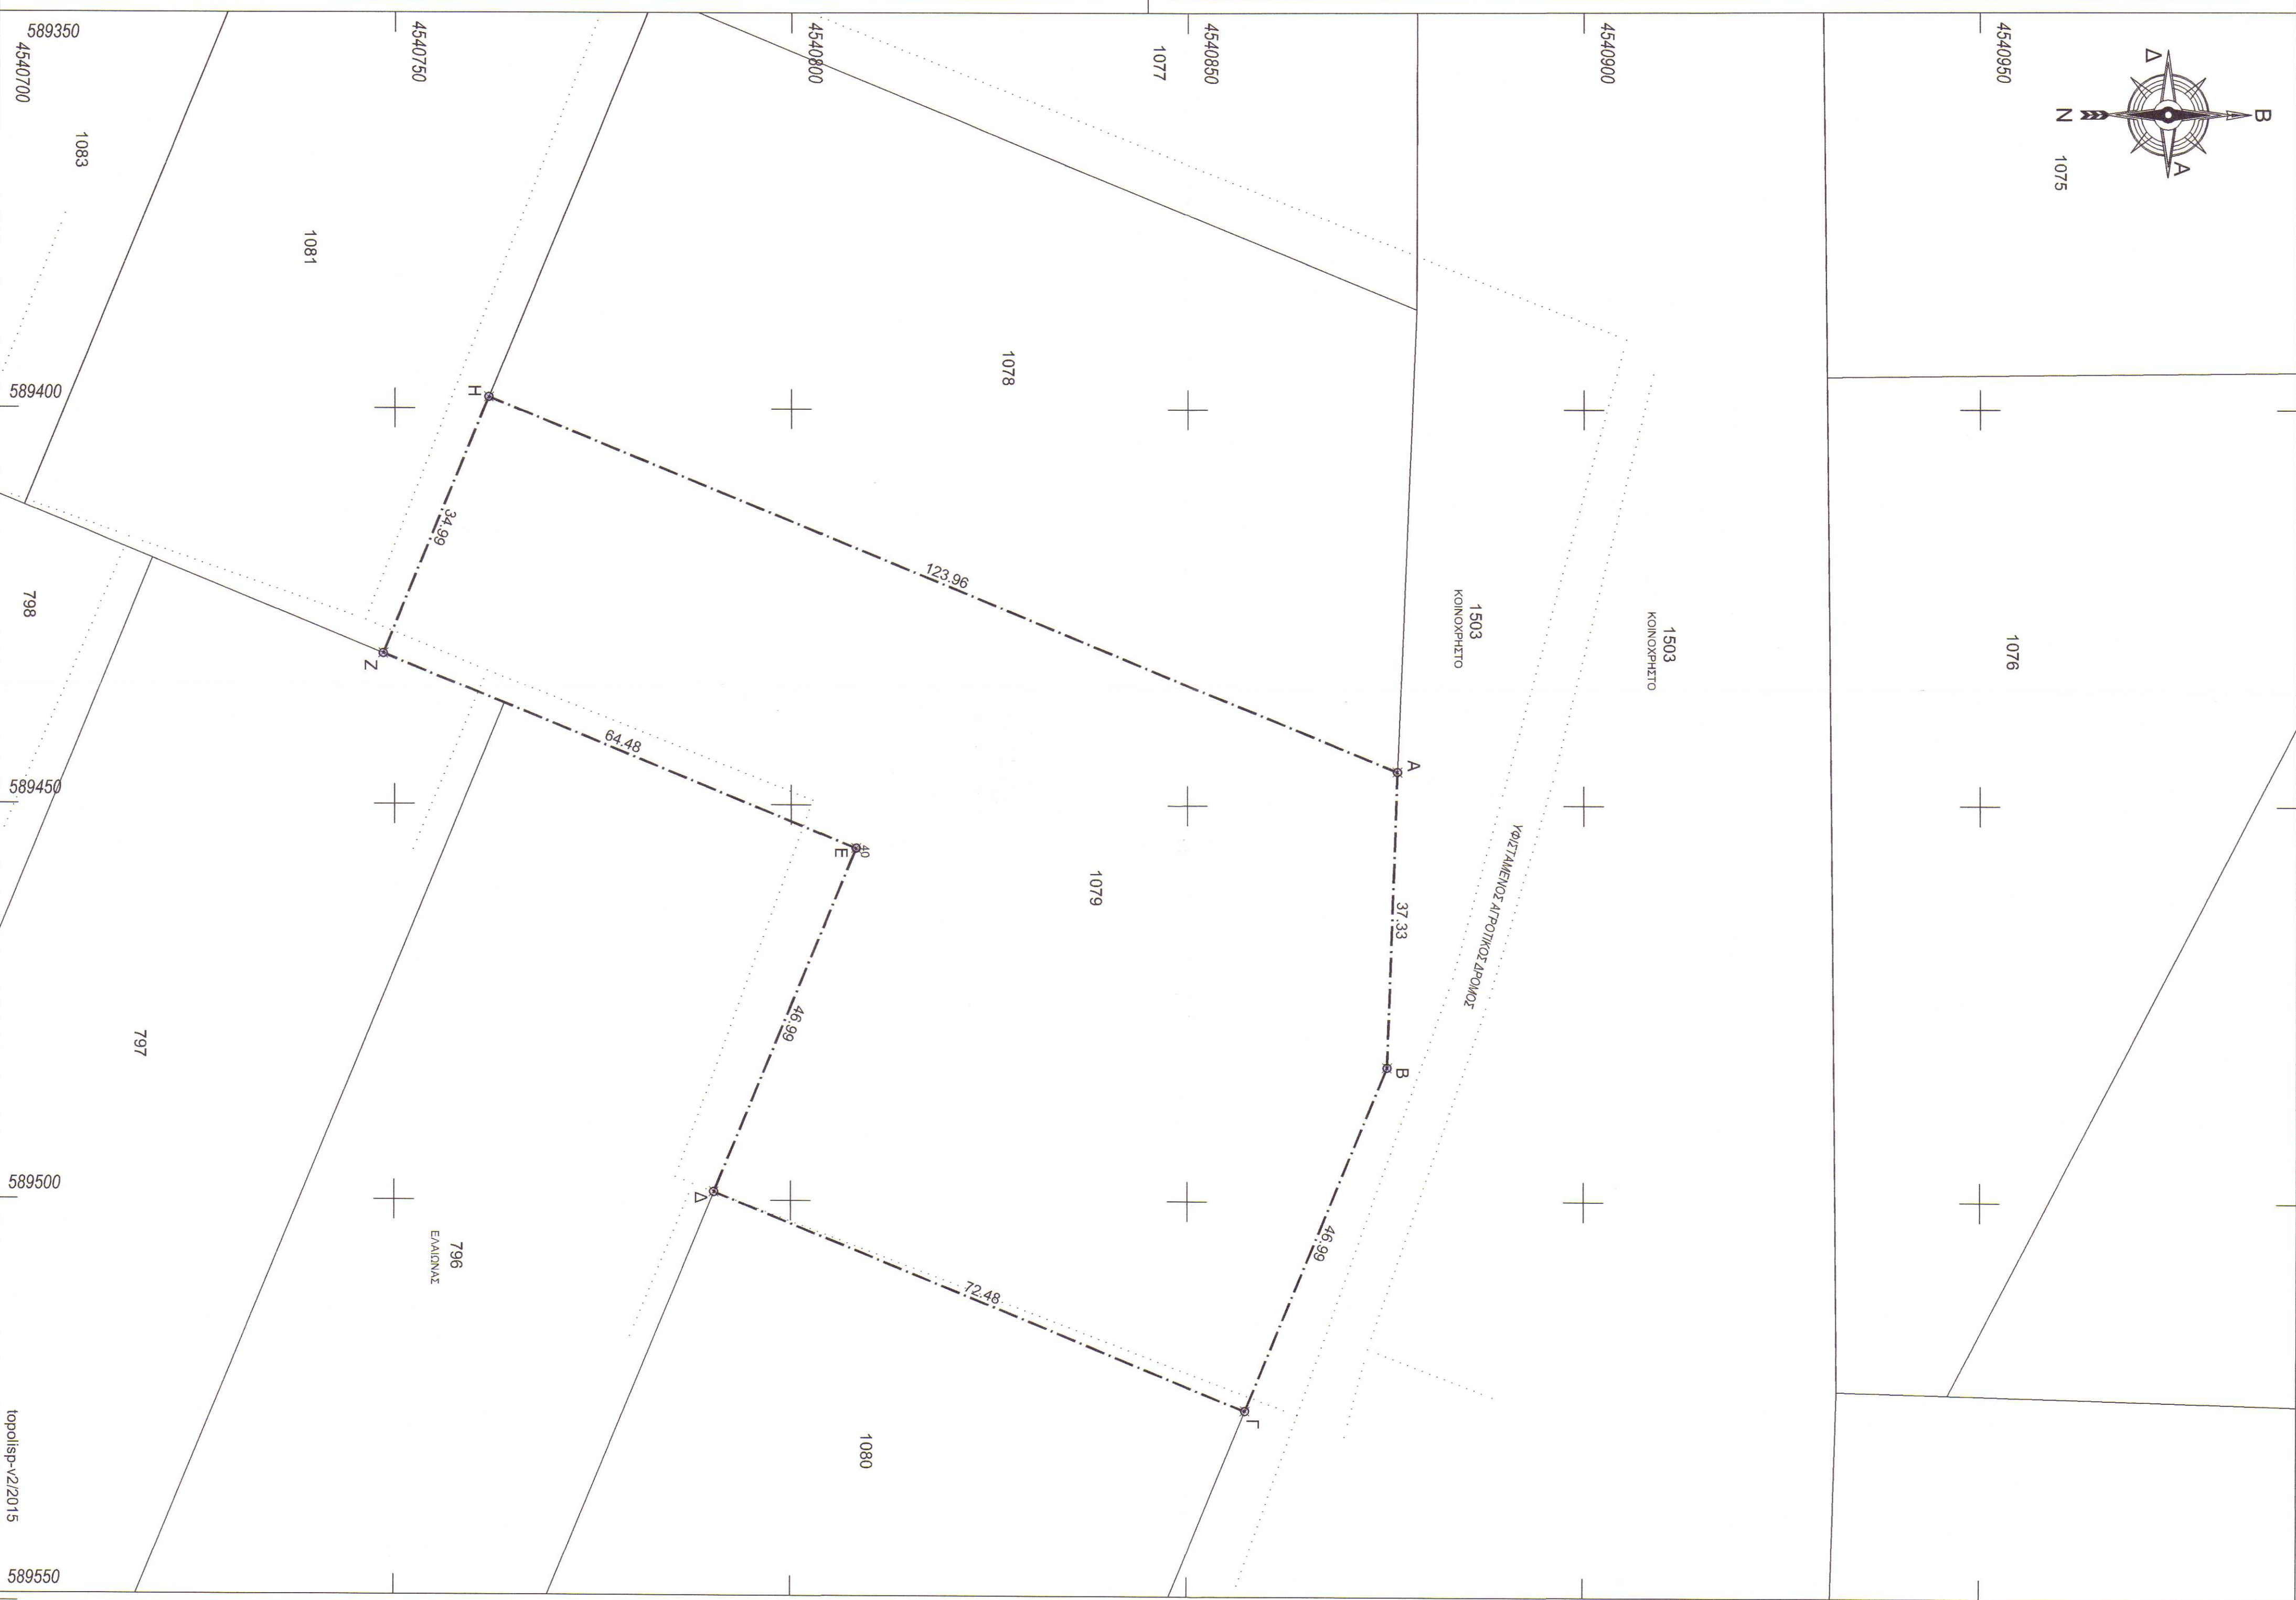 589350
4540700
4540750
4540800
4540850
4540900
4540950
Β
Δ
Α
Ν
1075
1077
1083
1081
1078
589400
Η
34.99
123.96
1503
ΚΟΙΝΟΧΡΗΣΤΟ
1503
ΚΟΙΝΟΧΡΗΣΤΟ
1076
798
Ζ
64.48
Α
589450
40
Ε
1079
37.33
ΥΦΙΣΤΑΜΕΝΟΣ ΑΓΡΟΤΙΚΟΣ ΔΡΟΜΟΣ
797
46.99
Β
589500
Δ
796
ΕΛΑΙΩΝΑΣ
72.48
46.99
Γ
1080
589550
topolisp-v2/2015